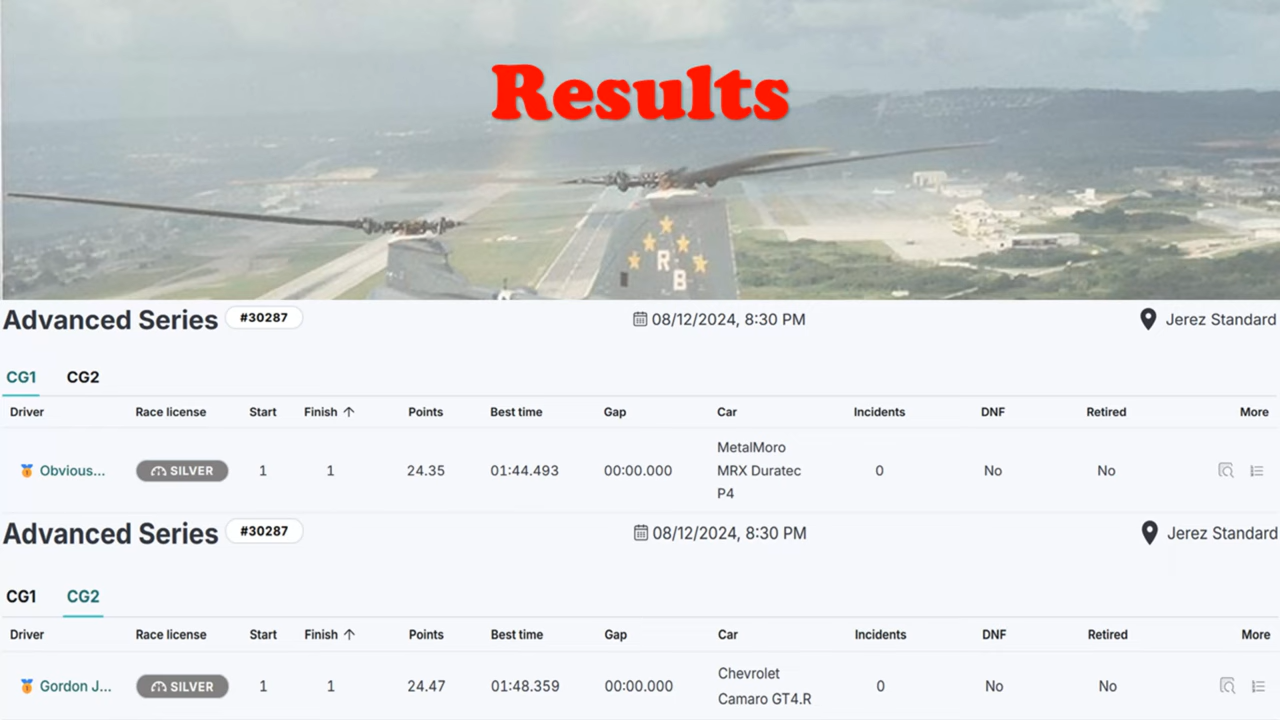 Results
R
B
Advanced Series #30287 08/12/2024, 8:30 PM Jerez Standard
CG1 CG2
Driver Race license Start Finish ↑ Points Best time Gap Car Incidents DNF Retired More
Obvious... SILVER 1 1 24.35 01:44.493 00:00.000 MetalMoro MRX Duratec P4 0 No No
Advanced Series #30287 08/12/2024, 8:30 PM Jerez Standard
CG1 CG2
Driver Race license Start Finish ↑ Points Best time Gap Car Incidents DNF Retired More
Gordon J... SILVER 1 1 24.47 01:48.359 00:00.000 Chevrolet Camaro GT4.R 0 No No